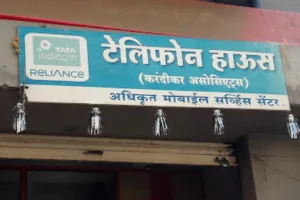 TATA
indicom
RELIANCE
टेलिफोन हाऊस
(करंदीकर असोसिएट्स)
अधिकृत मोबाईल सर्व्हिस सेंटर